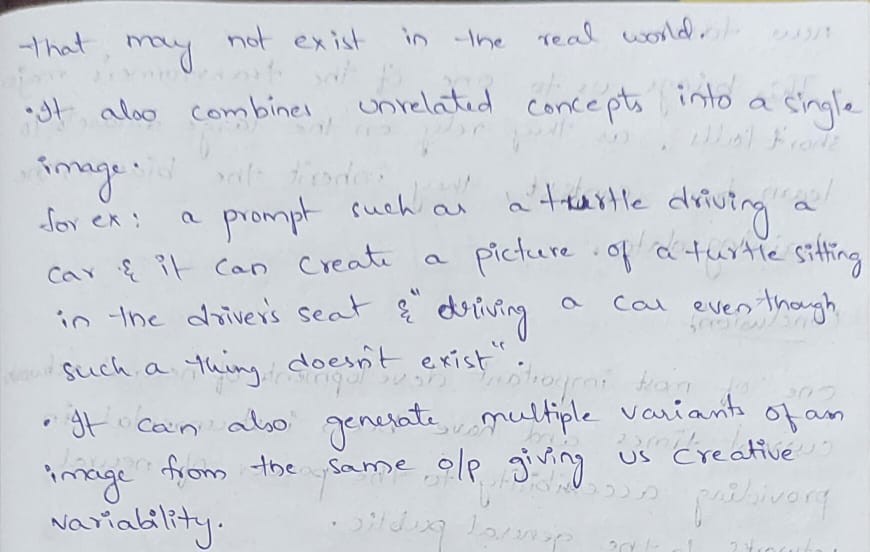 that may not exist in the real world.
• It also combines unrelated concepts into a single
image.
for ex: a prompt such as a turtle driving a
car & it can create a picture of a turtle sitting
in the driver's seat & "driving a car even though
such a thing doesn't exist".
• It can also generate multiple variants of an
image from the same o/p giving us creative
variability.